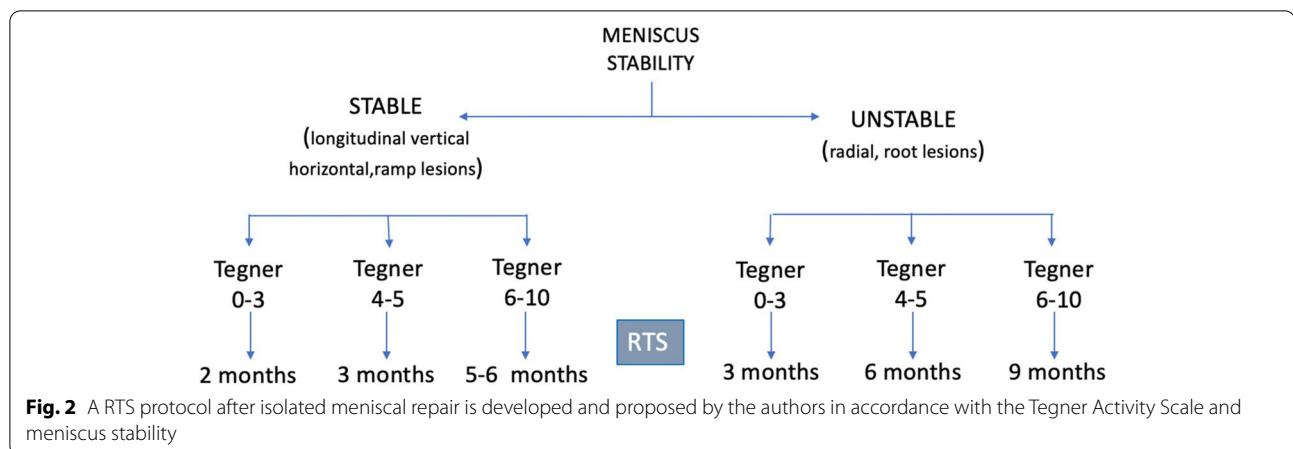 MENISCUS
STABILITY
STABLE
(longitudinal vertical
horizontal,ramp lesions)
UNSTABLE
(radial, root lesions)
Tegner
0-3
Tegner
4-5
Tegner
6-10
Tegner
0-3
Tegner
4-5
Tegner
6-10
RTS
2 months
3 months
5-6 months
3 months
6 months
9 months
Fig. 2 A RTS protocol after isolated meniscal repair is developed and proposed by the authors in accordance with the Tegner Activity Scale and
meniscus stability